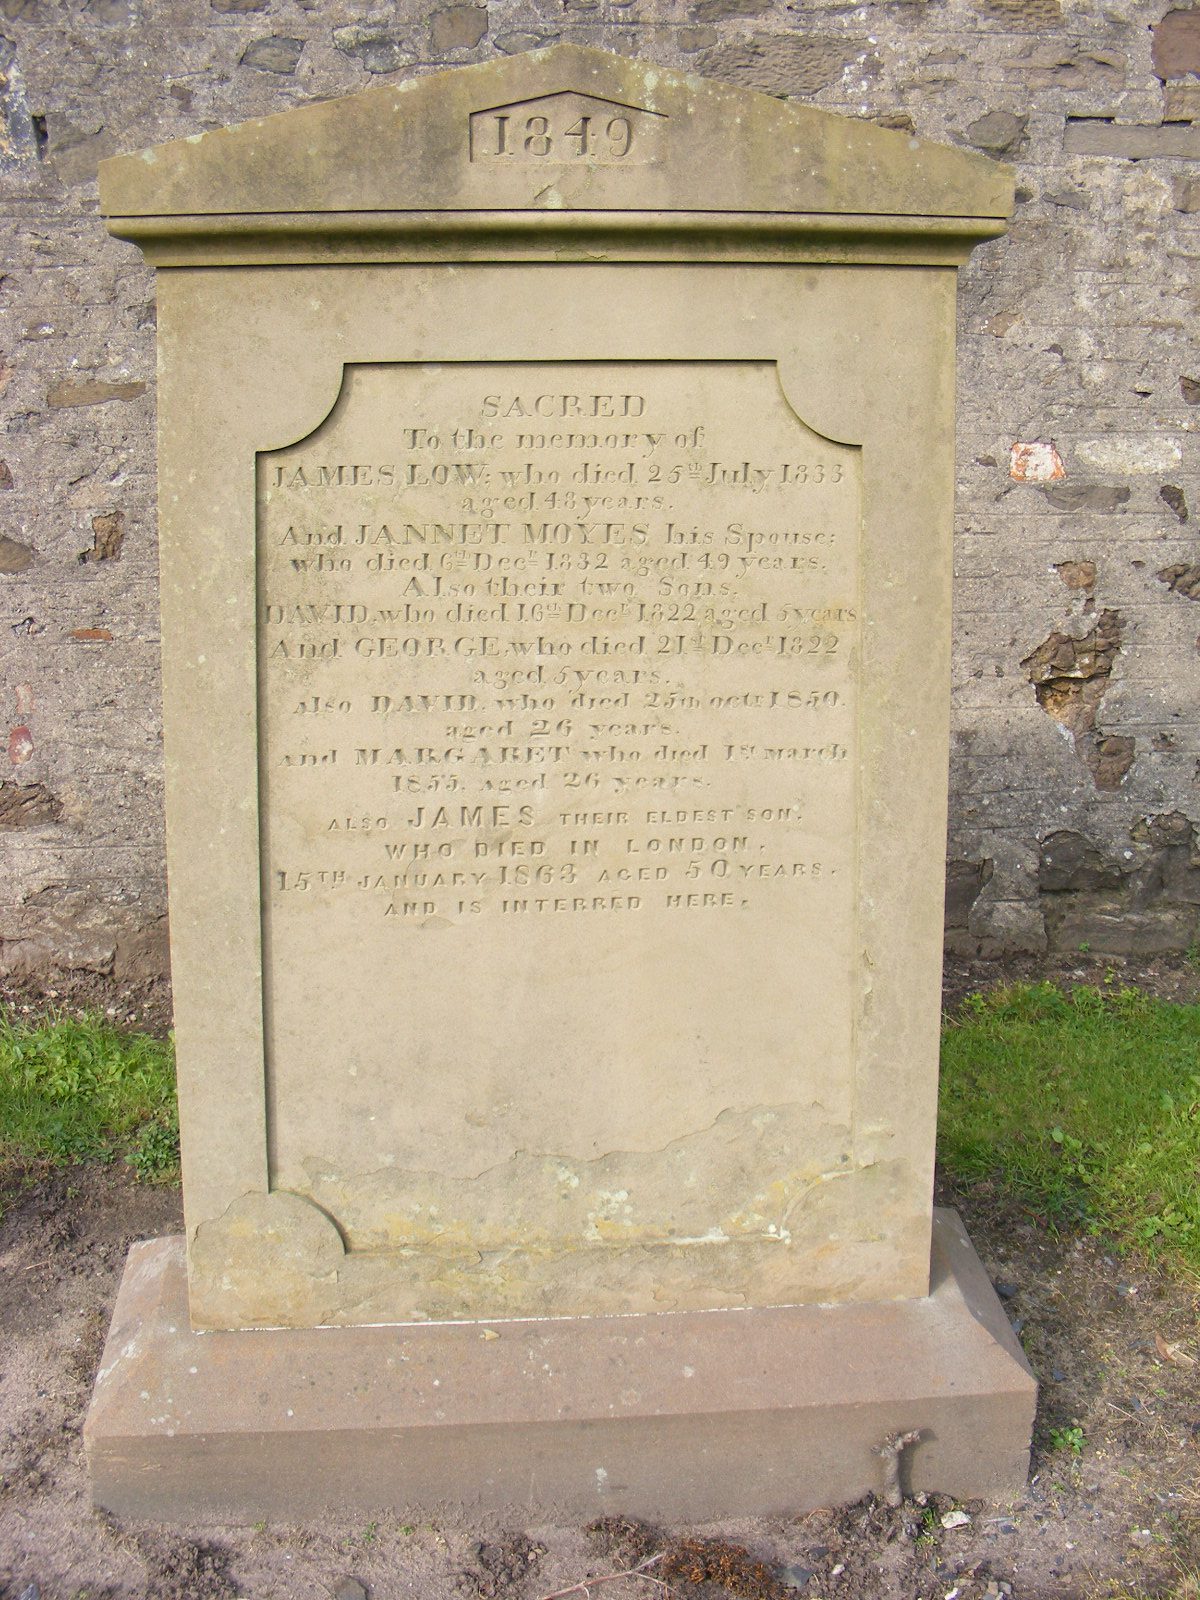 1849
SACRED
To the memory of
JAMES LOW; who died 25th July 1833
aged 48 years.
And JANNET MOYES his Spouse;
who died 6th Decr 1832 aged 49 years.
Also their two Sons.
DAVID, who died 16th Decr 1822 aged 3 years
And GEORGE, who died 21st Decr 1822
aged 5 years.
also DAVID. who died 25th octr 1850.
aged 26 years.
and MARGARET who died 1st march
1855. aged 26 years.
ALSO JAMES THEIR ELDEST SON.
WHO DIED IN LONDON.
15TH JANUARY 1863 AGED 50 YEARS.
AND IS INTERRED HERE.